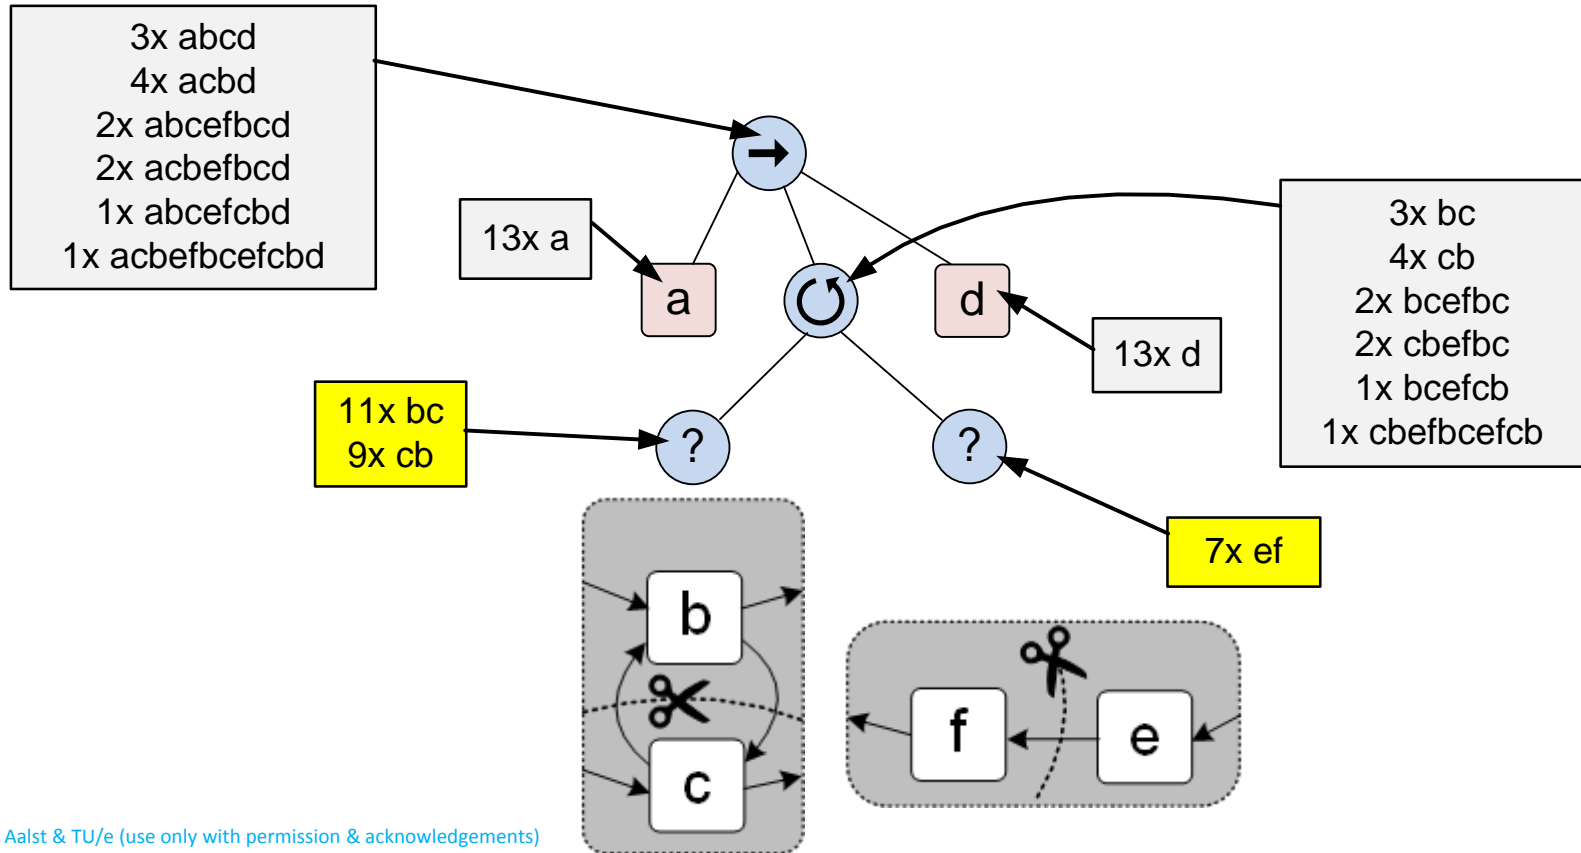 3x abcd
4x acbd
2x abcefbcd
2x acbefbcd
1x abcefcbd
1x acbefbcefcbd
13x a
a
d
13x d
3x bc
4x cb
2x bcefbc
2x cbefbc
1x bcefcb
1x cbefbcefcb
11x bc
9x cb
?
?
7x ef
b
c
f
e
Aalst & TU/e (use only with permission & acknowledgements)